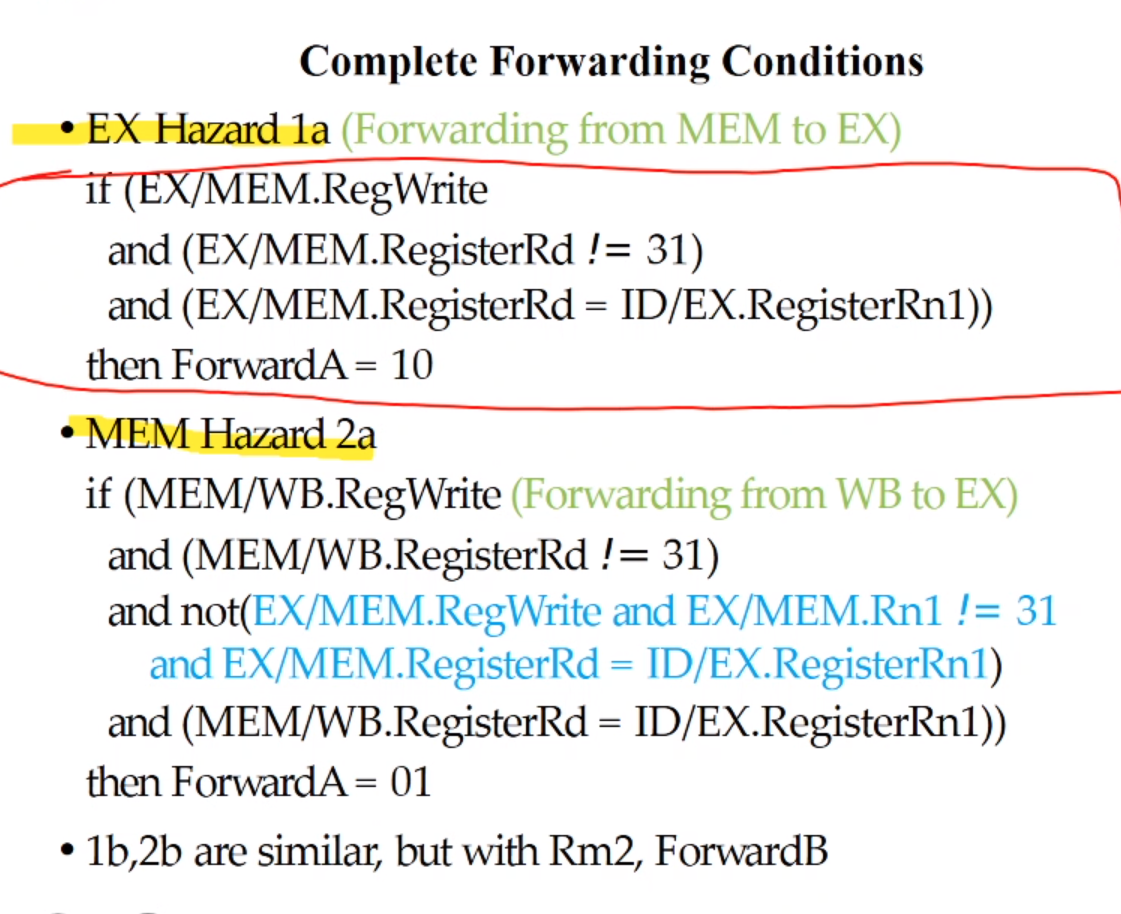 Complete Forwarding Conditions
• EX Hazard 1a (Forwarding from MEM to EX)
if (EX/MEM.RegWrite
and (EX/MEM.RegisterRd != 31)
and (EX/MEM.RegisterRd = ID/EX.RegisterRn1))
then ForwardA = 10
• MEM Hazard 2a
if (MEM/WB.RegWrite (Forwarding from WB to EX)
and (MEM/WB.RegisterRd != 31)
and not(EX/MEM.RegWrite and EX/MEM.Rn1 != 31
and EX/MEM.RegisterRd = ID/EX.RegisterRn1)
and (MEM/WB.RegisterRd = ID/EX.RegisterRn1))
then ForwardA = 01
• 1b,2b are similar, but with Rm2, ForwardB